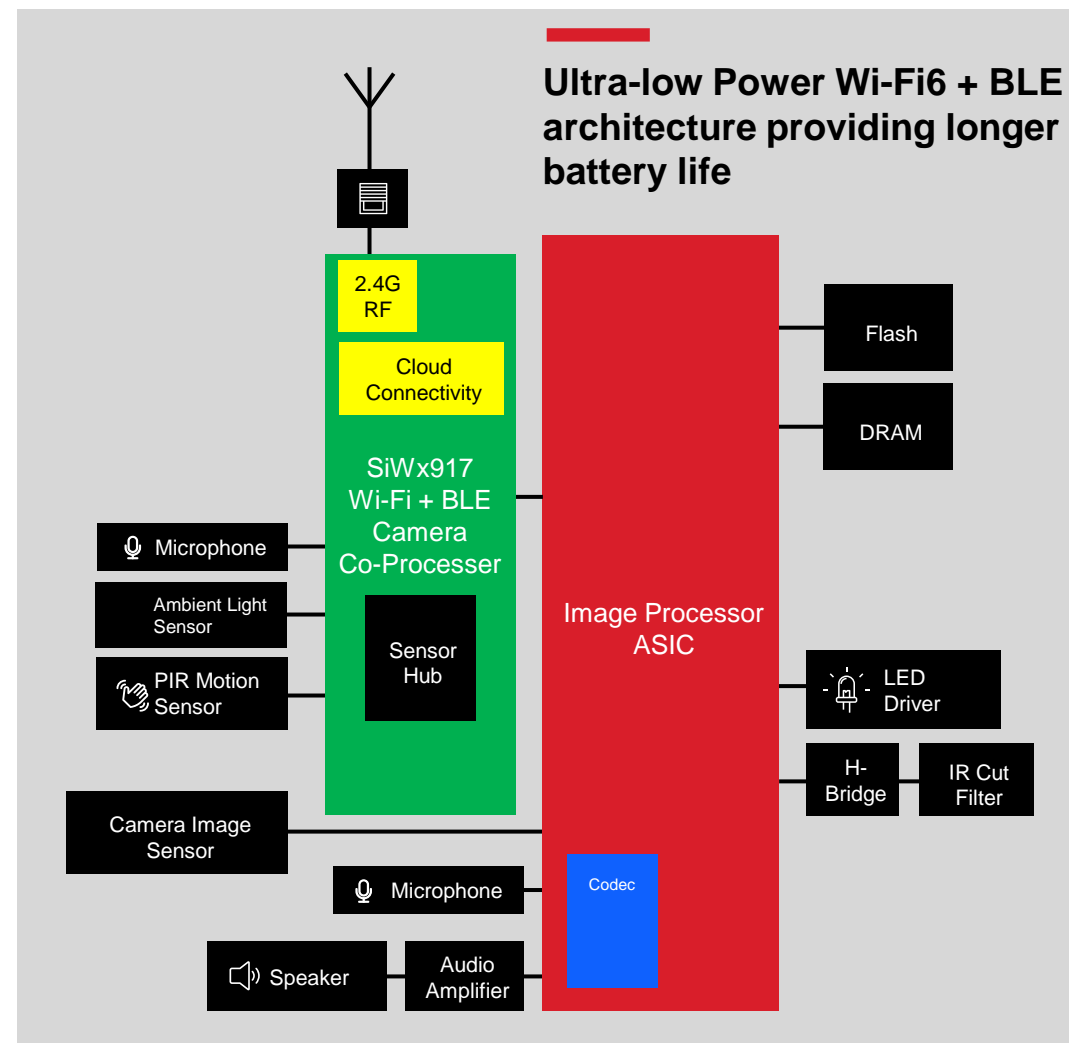 Ultra-low Power Wi-Fi6 + BLE
architecture providing longer
battery life
2.4G
RF
Cloud
Connectivity
SiWx917
Wi-Fi + BLE
Camera
Co-Processer
Sensor
Hub
Microphone
Ambient Light
Sensor
PIR Motion
Sensor
Camera Image
Sensor
Microphone
Speaker
Audio
Amplifier
Image Processor
ASIC
Codec
Flash
DRAM
LED
Driver
H-
Bridge
IR Cut
Filter